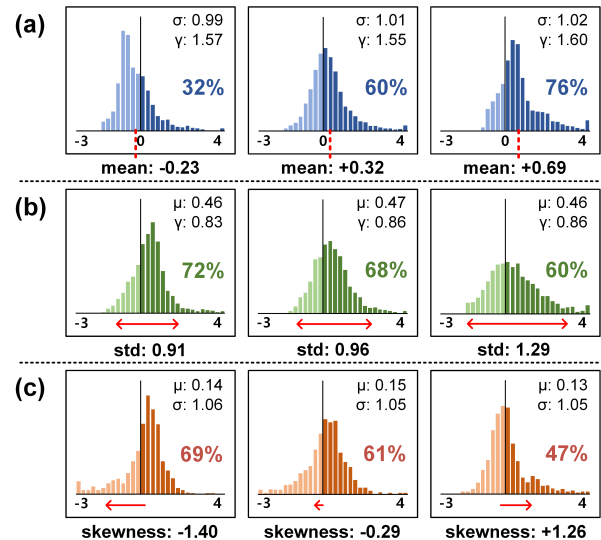 (a)
σ: 0.99
γ: 1.57
32%
-3 0 4
mean: -0.23
σ: 1.01
γ: 1.55
60%
-3 0 4
mean: +0.32
σ: 1.02
γ: 1.60
76%
-3 0 4
mean: +0.69
(b)
μ: 0.46
γ: 0.83
72%
-3 4
std: 0.91
μ: 0.47
γ: 0.86
68%
-3 4
std: 0.96
μ: 0.46
γ: 0.86
60%
-3 4
std: 1.29
(c)
μ: 0.14
σ: 1.06
69%
-3 4
skewness: -1.40
μ: 0.15
σ: 1.05
61%
-3 4
skewness: -0.29
μ: 0.13
σ: 1.05
47%
-3 4
skewness: +1.26